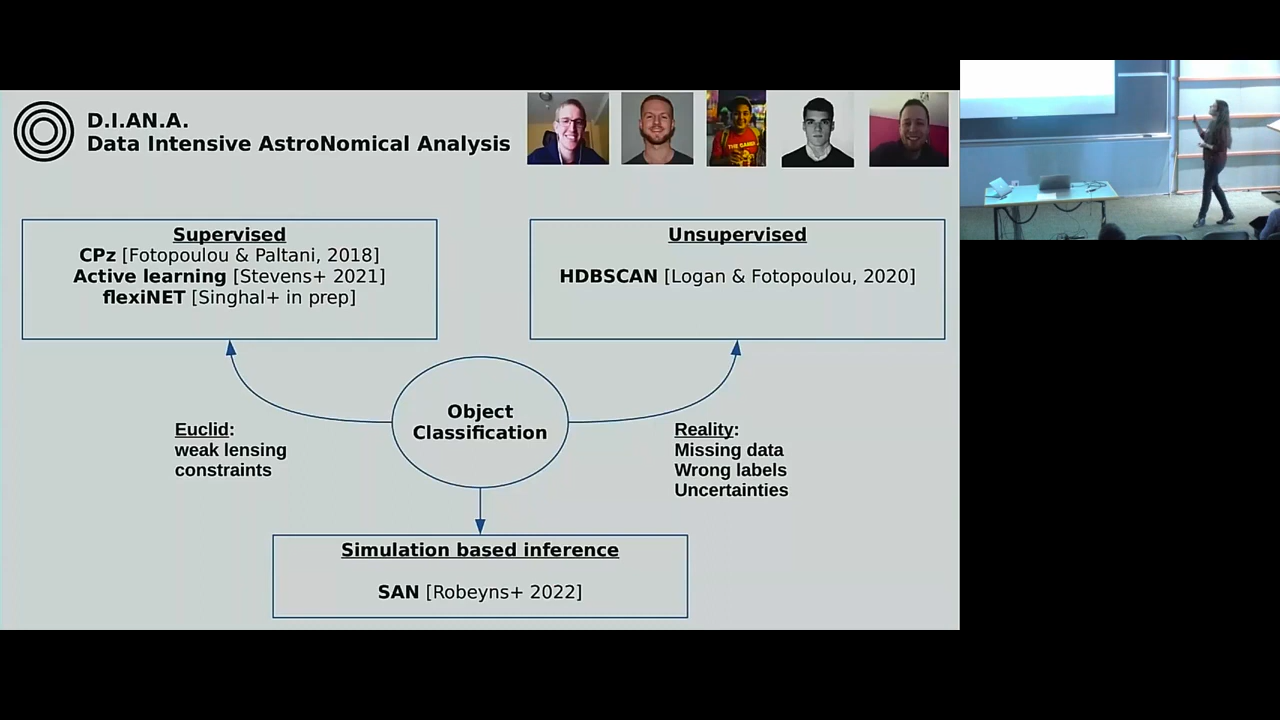 D.I.AN.A.
Data Intensive AstroNomical Analysis
THE GAME
Supervised
CPz [Fotopoulou & Paltani, 2018]
Active learning [Stevens+ 2021]
flexiNET [Singhal+ in prep]
Unsupervised
HDBSCAN [Logan & Fotopoulou, 2020]
Object
Classification
Euclid:
weak lensing
constraints
Reality:
Missing data
Wrong labels
Uncertainties
Simulation based inference
SAN [Robeyns+ 2022]